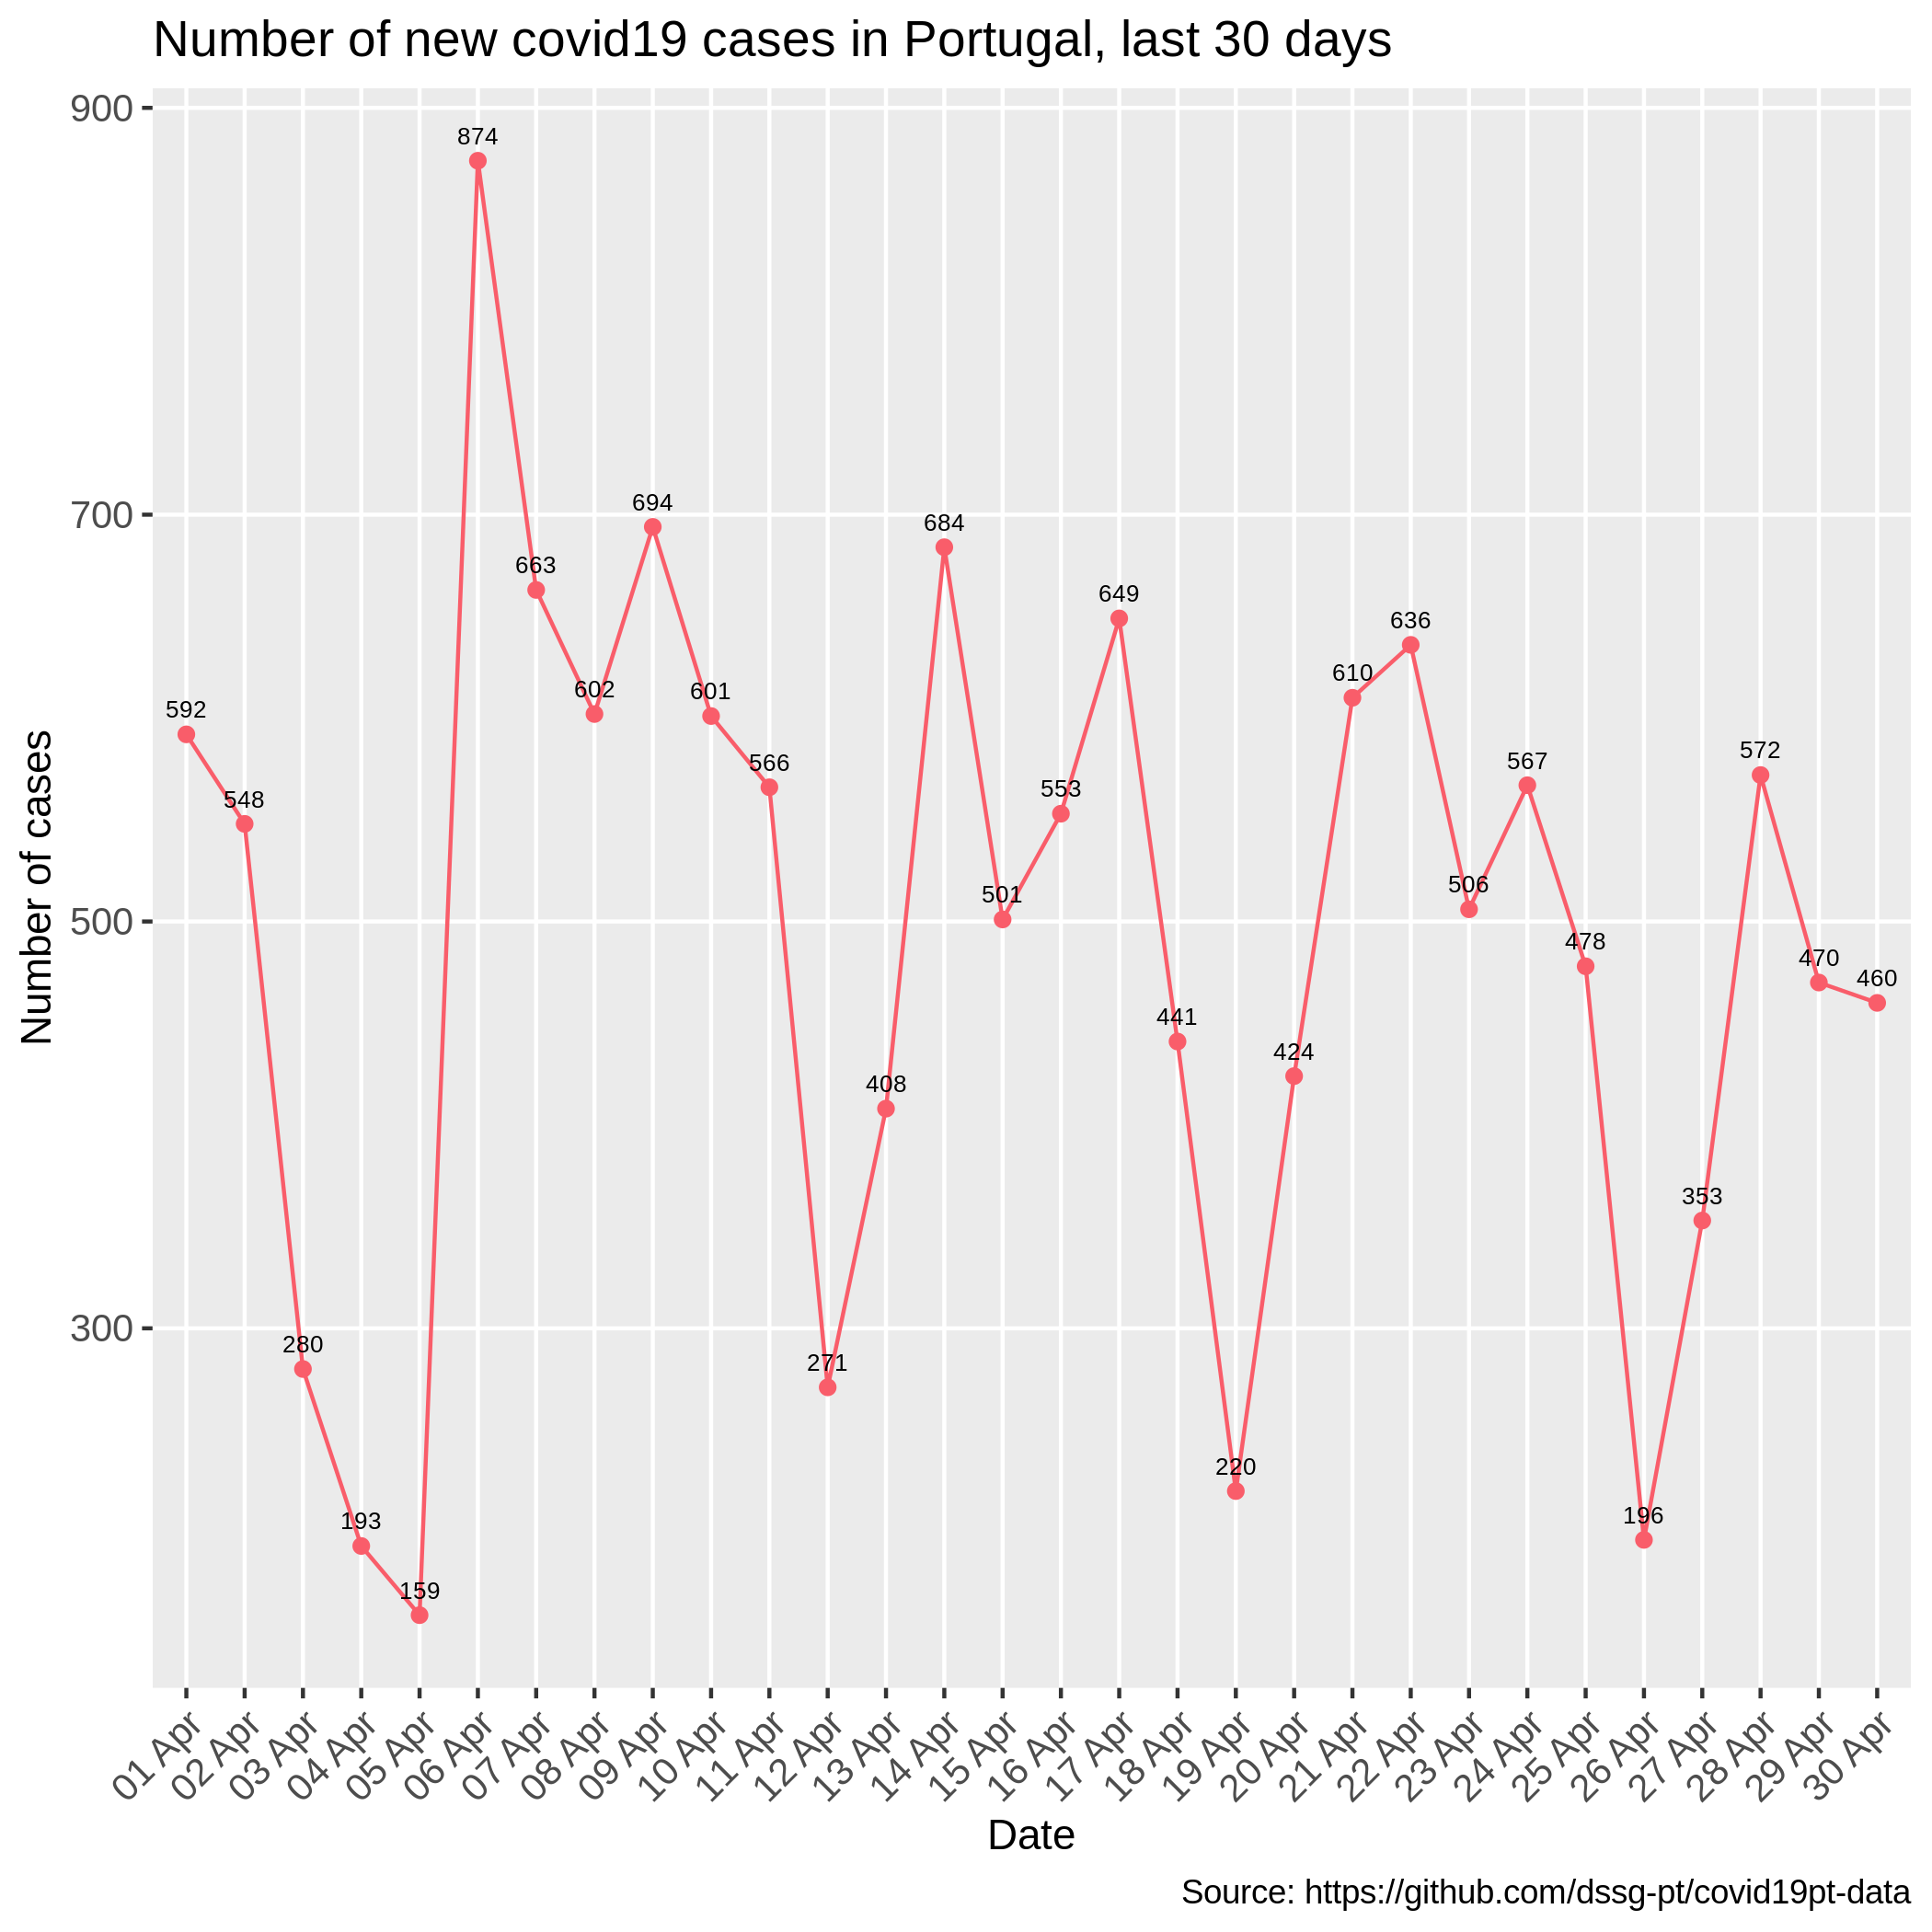 Number of new covid19 cases in Portugal, last 30 days
900
700
500
300
Number of cases
592
548
280
193
159
874
663
602
694
601
566
271
408
684
501
553
649
441
220
424
610
636
506
567
478
196
353
572
470
460
01 Apr
02 Apr
03 Apr
04 Apr
05 Apr
06 Apr
07 Apr
08 Apr
09 Apr
10 Apr
11 Apr
12 Apr
13 Apr
14 Apr
15 Apr
16 Apr
17 Apr
18 Apr
19 Apr
20 Apr
21 Apr
22 Apr
23 Apr
24 Apr
25 Apr
26 Apr
27 Apr
28 Apr
29 Apr
30 Apr
Date
Source: https://github.com/dssg-pt/covid19pt-data